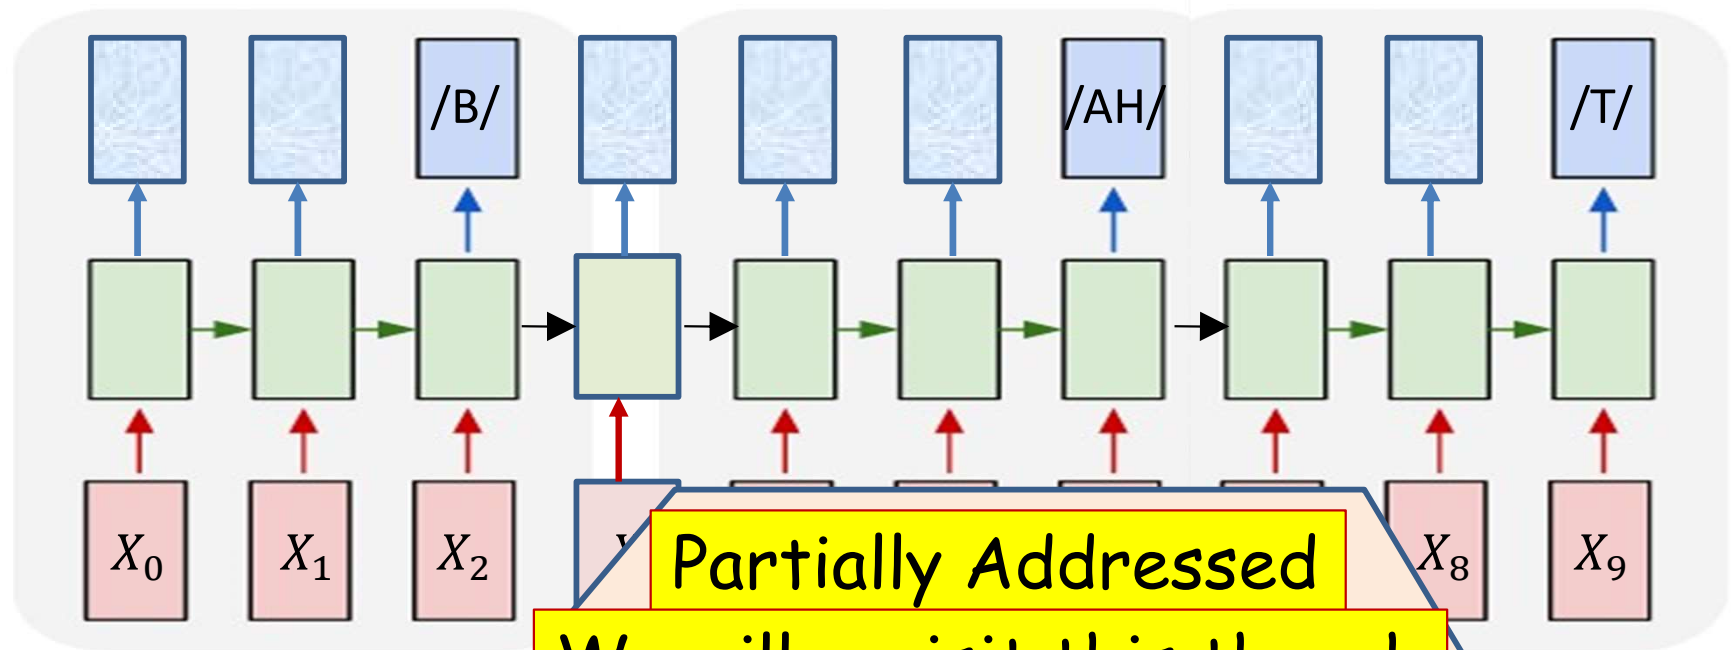 /B/ /AH/ /T/
X₀ X₁ X₂ X₈ X₉
Partially Addressed